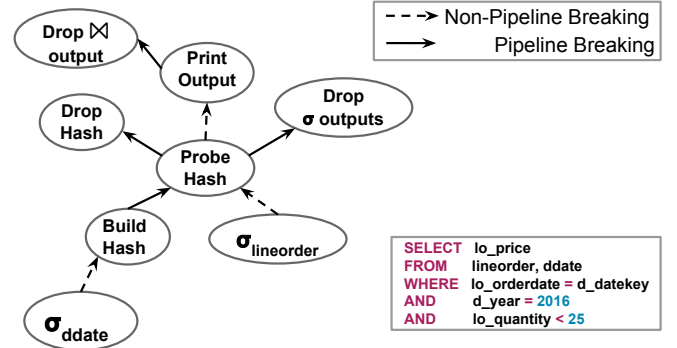 Drop ⋈
output
Print
Output
Non-Pipeline Breaking
Pipeline Breaking
Drop
Hash
Drop
σ outputs
Probe
Hash
Build
Hash
σlineorder
σddate
SELECT lo_price
FROM lineorder, ddate
WHERE lo_orderdate = d_datekey
AND d_year = 2016
AND lo_quantity < 25